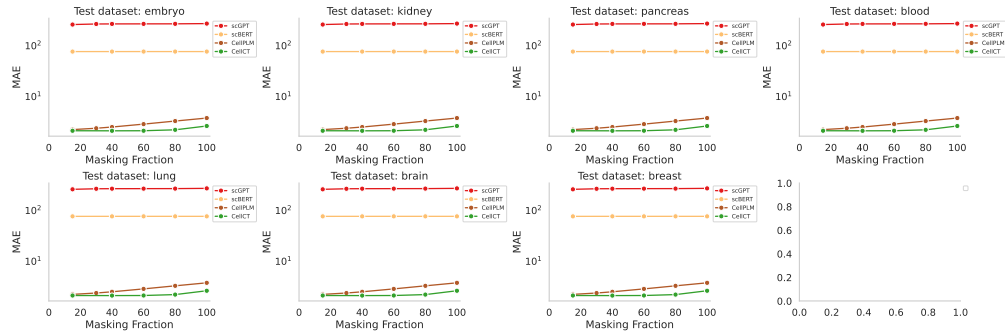 Test dataset: embryo
MAE
10²
10¹
0 20 40 60 80 100
Masking Fraction
scGPT
scBERT
CellPLM
CellCT
Test dataset: kidney
MAE
10²
10¹
0 20 40 60 80 100
Masking Fraction
scGPT
scBERT
CellPLM
CellCT
Test dataset: pancreas
MAE
10²
10¹
0 20 40 60 80 100
Masking Fraction
scGPT
scBERT
CellPLM
CellCT
Test dataset: blood
MAE
10²
10¹
0 20 40 60 80 100
Masking Fraction
scGPT
scBERT
CellPLM
CellCT
Test dataset: lung
MAE
10²
10¹
0 20 40 60 80 100
Masking Fraction
scGPT
scBERT
CellPLM
CellCT
Test dataset: brain
MAE
10²
10¹
0 20 40 60 80 100
Masking Fraction
scGPT
scBERT
CellPLM
CellCT
Test dataset: breast
MAE
10²
10¹
0 20 40 60 80 100
Masking Fraction
scGPT
scBERT
CellPLM
CellCT
1.0
0.8
0.6
0.4
0.2
0.0
0.0 0.2 0.4 0.6 0.8 1.0